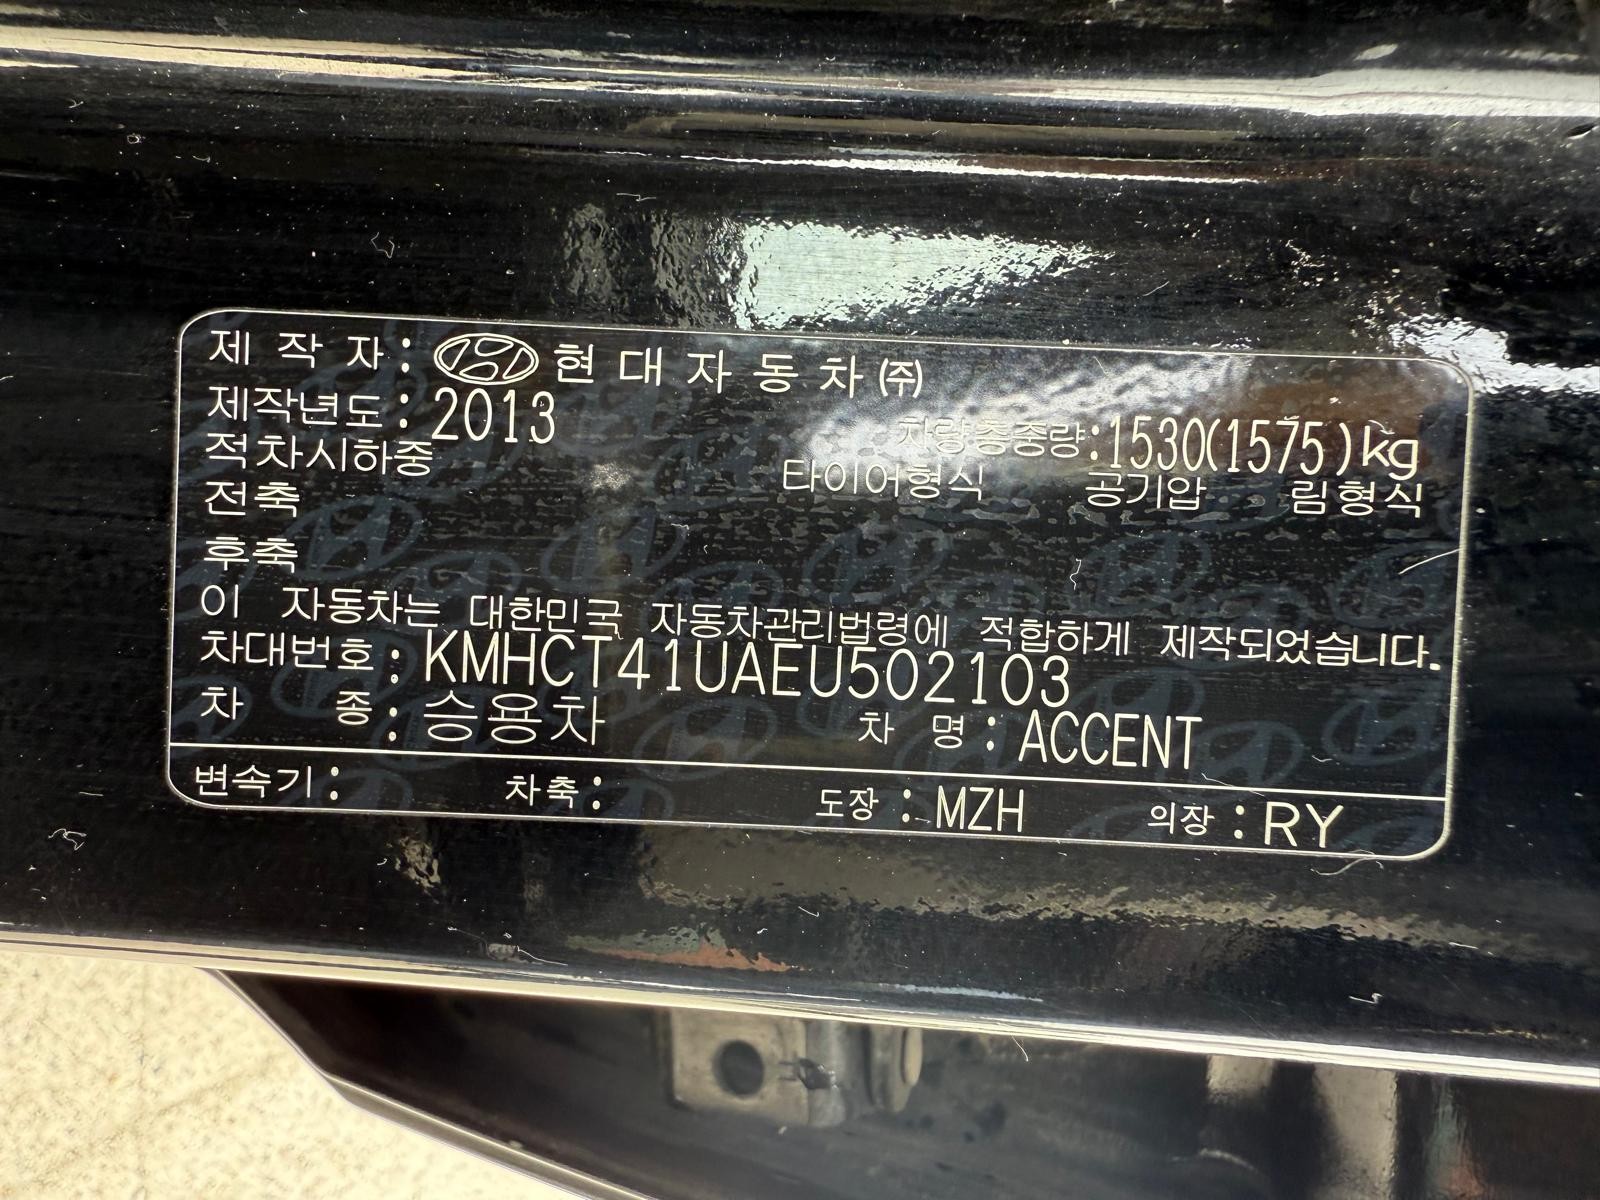 제 작 자 : 현 대 자 동 차 ㈜
제작년도 : 2013
차량총중량:1530(1575)kg
적차시하중 타이어형식 공기압 림형식
전축
후축
이 자동차는 대한민국 자동차관리법령에 적합하게 제작되었습니다.
차대번호 : KMHCT41UAEU502103
차 종 : 승용차 차 명 : ACCENT
변속기 : 차축 : 도장 : MZH 의장 : RY